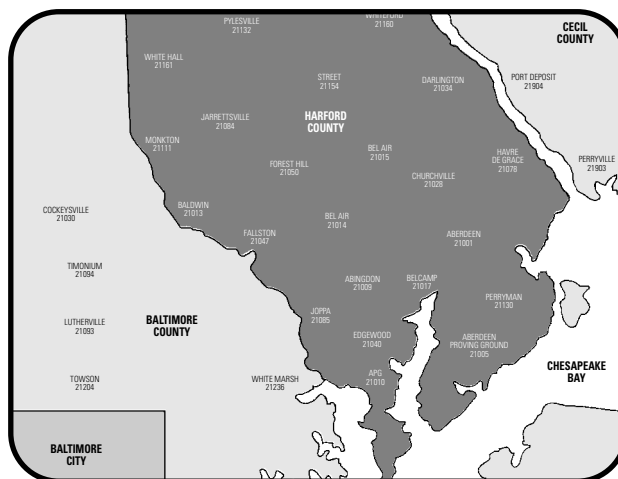 PYLESVILLE
21132
WHITEFORD
21160
CECIL
COUNTY
WHITE HALL
21161
STREET
21154
DARLINGTON
21034
PORT DEPOSIT
21904
JARRETTSVILLE
21084
HARFORD
COUNTY
MONKTON
21111
BEL AIR
21015
HAVRE
DE GRACE
21078
PERRYVILLE
21903
FOREST HILL
21050
CHURCHVILLE
21028
COCKEYSVILLE
21030
BALDWIN
21013
BEL AIR
21014
FALLSTON
21047
ABERDEEN
21001
TIMONIUM
21094
ABINGDON
21009
BELCAMP
21017
PERRYMAN
21130
LUTHERVILLE
21093
BALTIMORE
COUNTY
JOPPA
21085
EDGEWOOD
21040
ABERDEEN
PROVING GROUND
21005
TOWSON
21204
WHITE MARSH
21236
APG
21010
CHESAPEAKE
BAY
BALTIMORE
CITY